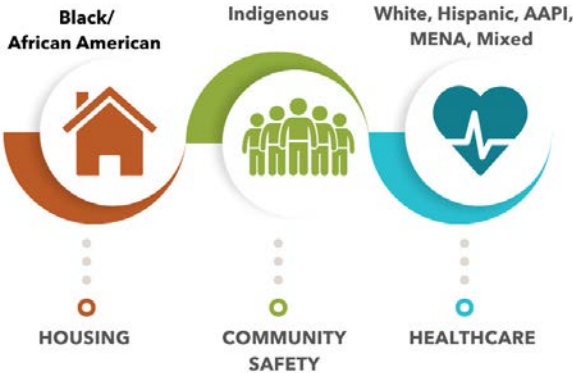 Black/
African American
Indigenous
White, Hispanic, AAPI,
MENA, Mixed
HOUSING
COMMUNITY
SAFETY
HEALTHCARE